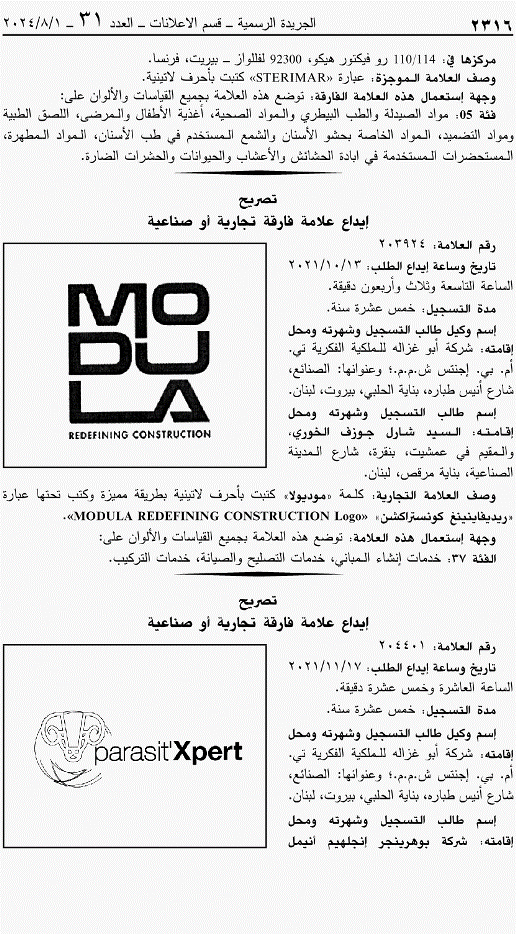 ٢٣١٦
الجريدة الرسمية ــ قسم الاعلانات ــ العدد ٣١ ــ ٢٠٢٤/٨/١
مركزها في: 110/114 رو فيكتور هيكو، 92300 لفللواز ــ بيريت، فرنسا.
وصف العلامة الموجزة: عبارة «STERIMAR» كتبت بأحرف لاتينية.
وجهة إستعمال هذه العلامة الفارقة: توضع هذه العلامة بجميع القياسات والألوان على:
فئة 05: مواد الصيدلة والطب البيطري والمواد الصحية، أغذية الأطفال والمرضى، اللصق الطبية
ومواد التضميد، المواد الخاصة بحشو الأسنان والشمع المستخدم في طب الأسنان، المواد المطهرة،
المستحضرات المستخدمة في ابادة الحشائش والأعشاب والحيوانات والحشرات الضارة.
تصريح
إيداع علامة فارقة تجارية أو صناعية
رقم العلامة: ٢٠٣٩٢٤
تاريخ وساعة إيداع الطلب: ٢٠٢١/١٠/١٣
الساعة التاسعة وثلاث وأربعون دقيقة.
مدة التسجيل: خمس عشرة سنة.
إسم وكيل طالب التسجيل وشهرته ومحل
إقامته: شركة أبو غزاله للملكية الفكرية تي.
أم. بي. إجنتس ش.م.م.؛ وعنوانها: الصنائع،
شارع أنيس طباره، بناية الحلبي، بيروت، لبنان.
إسم طالب التسجيل وشهرته ومحل
إقامته: السيد شارل جوزف الخوري،
والمقيم في عمشيت، بنقرة، شارع المدينة
الصناعية، بناية مرقص، لبنان.
MO
DU
LA
REDEFINING CONSTRUCTION
وصف العلامة التجارية: كلمة «موديولا» كتبت بأحرف لاتينية بطريقة مميزة وكتب تحتها عبارة
«ريديفاينينغ كونستراكشن» «MODULA REDEFINING CONSTRUCTION Logo».
وجهة إستعمال هذه العلامة: توضع هذه العلامة بجميع القياسات والألوان على:
الفئة ٣٧: خدمات إنشاء المباني، خدمات التصليح والصيانة، خدمات التركيب.
تصريح
إيداع علامة فارقة تجارية أو صناعية
رقم العلامة: ٢٠٤٤٠١
تاريخ وساعة إيداع الطلب: ٢٠٢١/١١/١٧
الساعة العاشرة وخمس عشرة دقيقة.
مدة التسجيل: خمس عشرة سنة.
إسم وكيل طالب التسجيل وشهرته ومحل
إقامته: شركة أبو غزاله للملكية الفكرية تي.
أم. بي. إجنتس ش.م.م.؛ وعنوانها: الصنائع،
شارع أنيس طباره، بناية الحلبي، بيروت، لبنان.
إسم طالب التسجيل وشهرته ومحل
إقامته: شركة بوهرينجر إنجلهيم أنيمل
parasit'Xpert